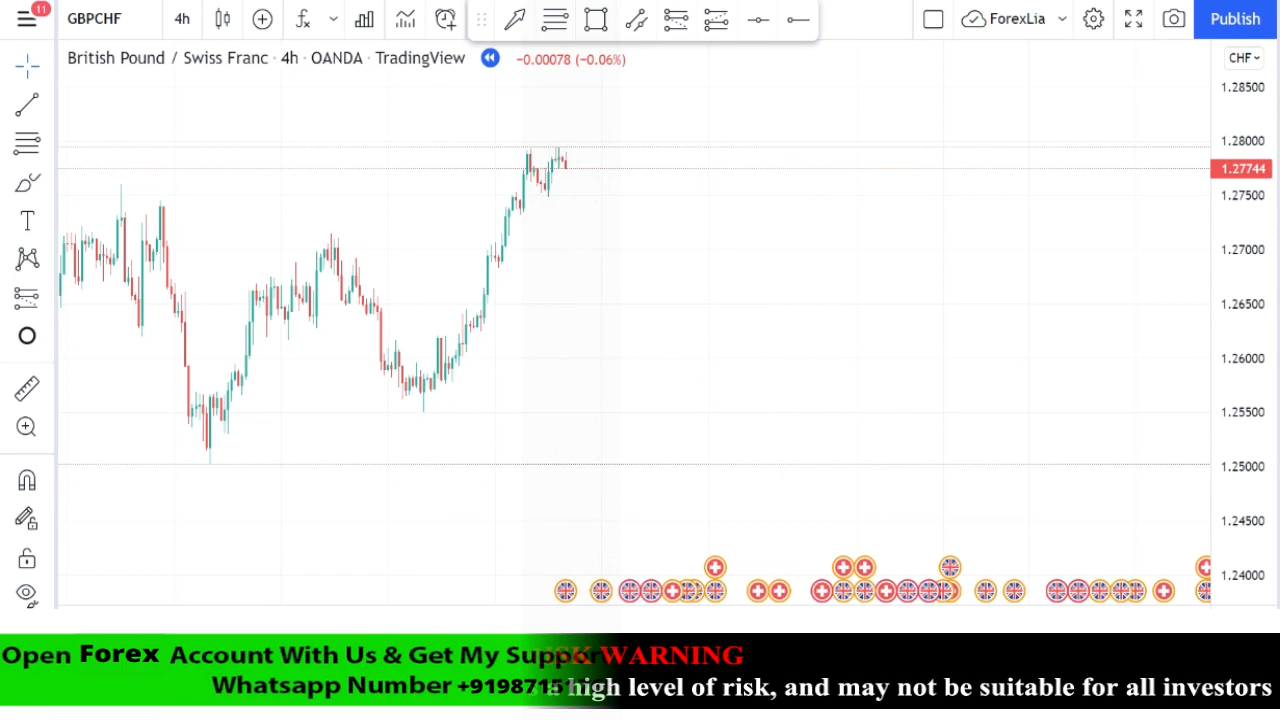 11
GBPCHF
4h
ForexLia
Publish
British Pound / Swiss Franc · 4h · OANDA · TradingView
−0.00078 (−0.06%)
CHF
1.28500
1.28000
1.27744
1.27500
1.27000
1.26500
1.26000
1.25500
1.25000
1.24500
1.24000
Open Forex Account With Us & Get My
WARNING
Whatsapp Number
high level of risk, and may not be suitable for all investors